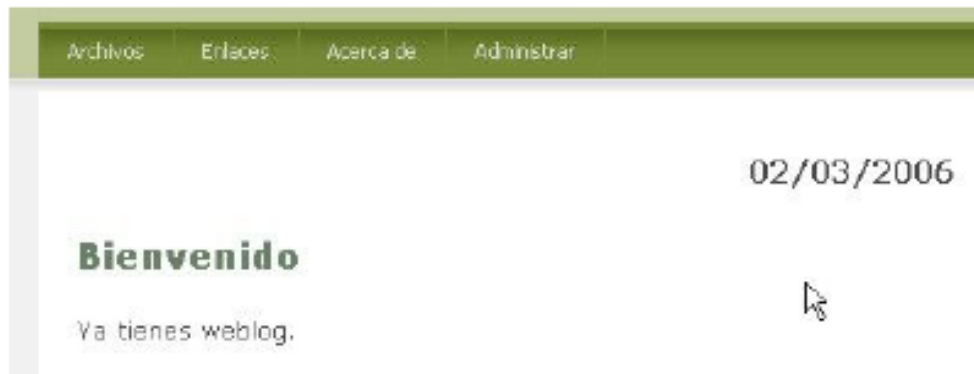 Archivos Enlaces Acerca de Administrar
02/03/2006
Bienvenido
Ya tienes weblog.